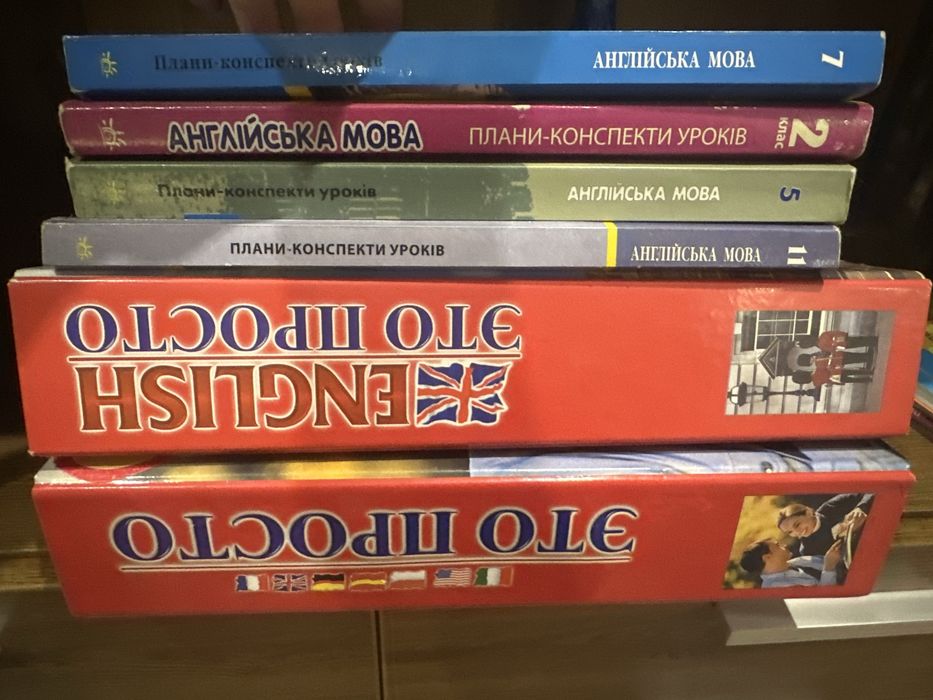 Плани-конспекти уроків АНГЛІЙСЬКА МОВА 7
АНГЛІЙСЬКА МОВА ПЛАНИ-КОНСПЕКТИ УРОКІВ 2 Клас
Плани-конспекти уроків АНГЛІЙСЬКА МОВА 5
ПЛАНИ-КОНСПЕКТИ УРОКІВ АНГЛІЙСЬКА МОВА 11
ENGLISH
ЭТО ПРОСТО
ЭТО ПРОСТО